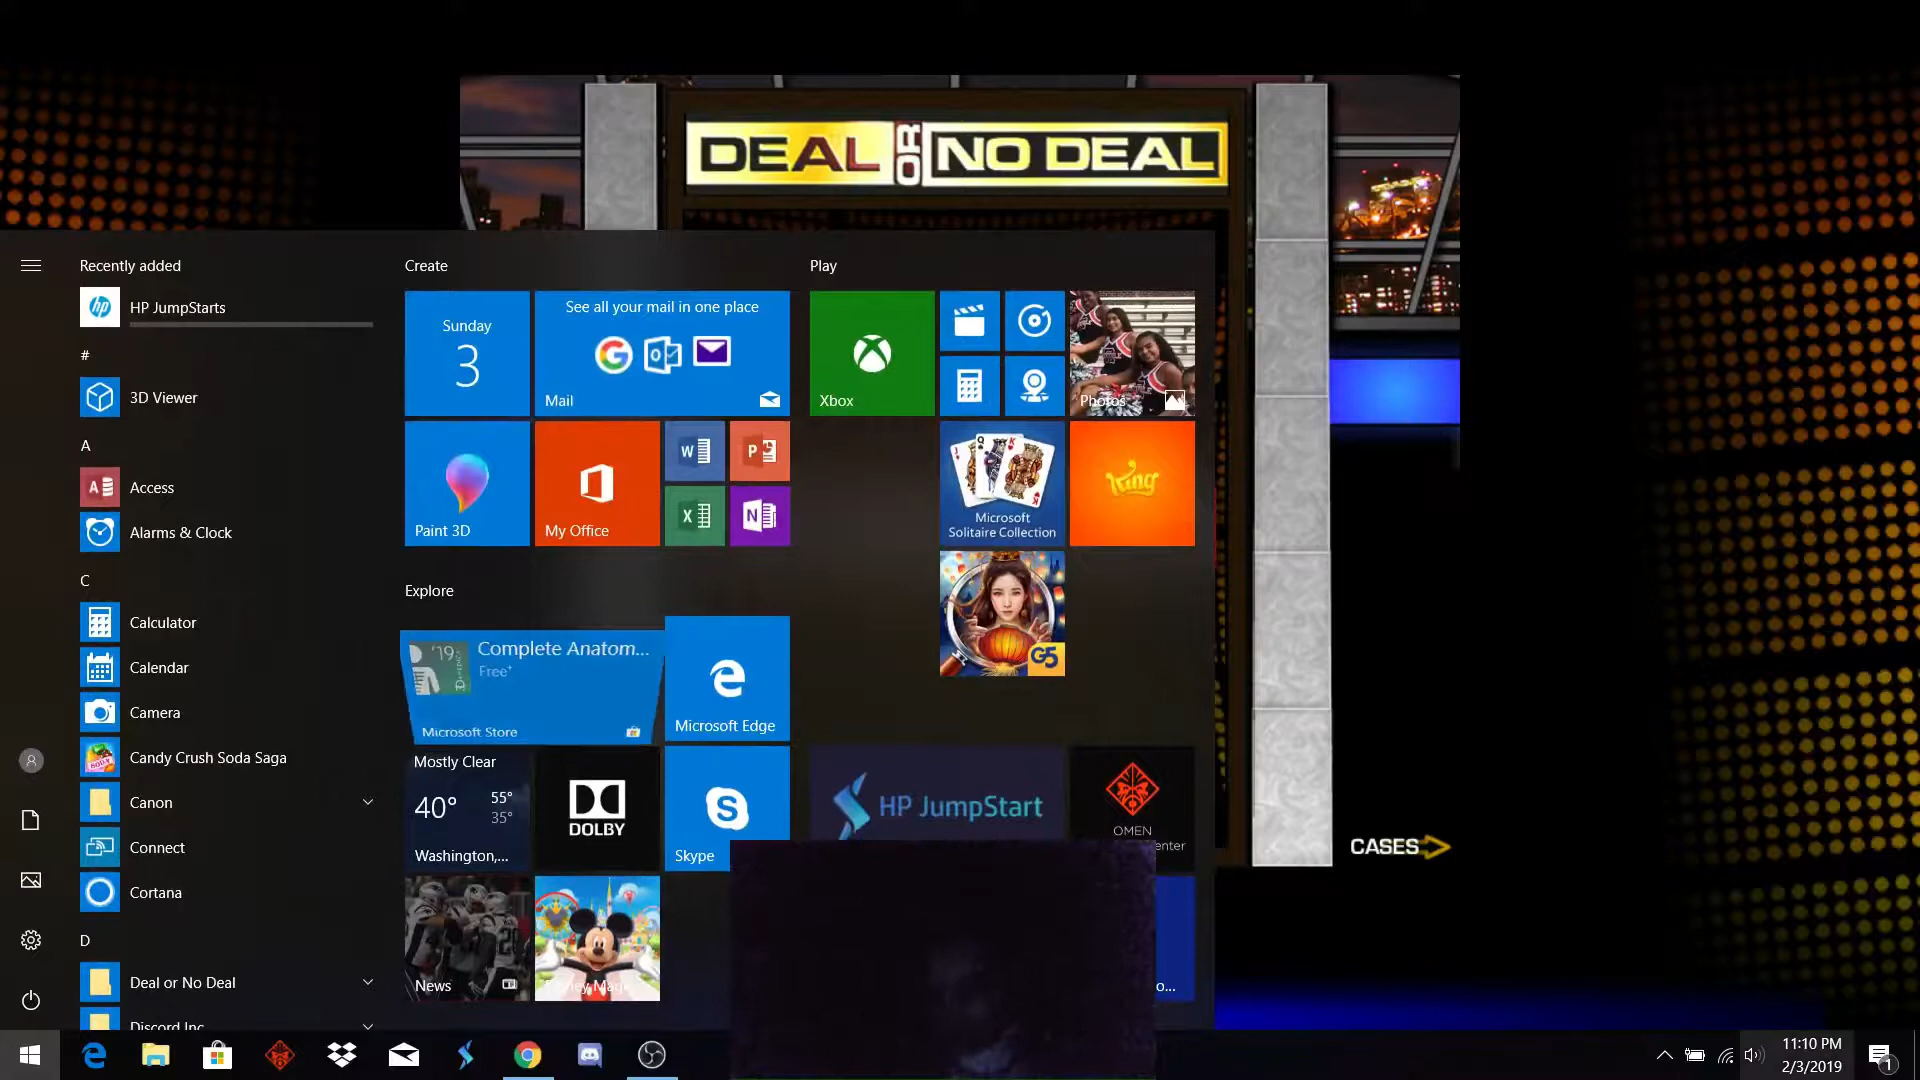 DEAL OR NO DEAL
Recently added
HP JumpStarts
#
3D Viewer
A
Access
Alarms & Clock
C
Calculator
Calendar
Camera
Candy Crush Soda Saga
Canon
Connect
Cortana
D
Deal or No Deal
Discord Inc
Create
Sunday
3
See all your mail in one place
Mail
Paint 3D
My Office
Explore
'19
Complete Anatom...
Free+
Microsoft Store
Microsoft Edge
Mostly Clear
40°
55°
35°
Washington,...
DOLBY
Skype
News
Play
Xbox
Photos
Microsoft
Solitaire Collection
King
G5
HP JumpStart
OMEN
enter
o...
CASES
11:10 PM
2/3/2019
1